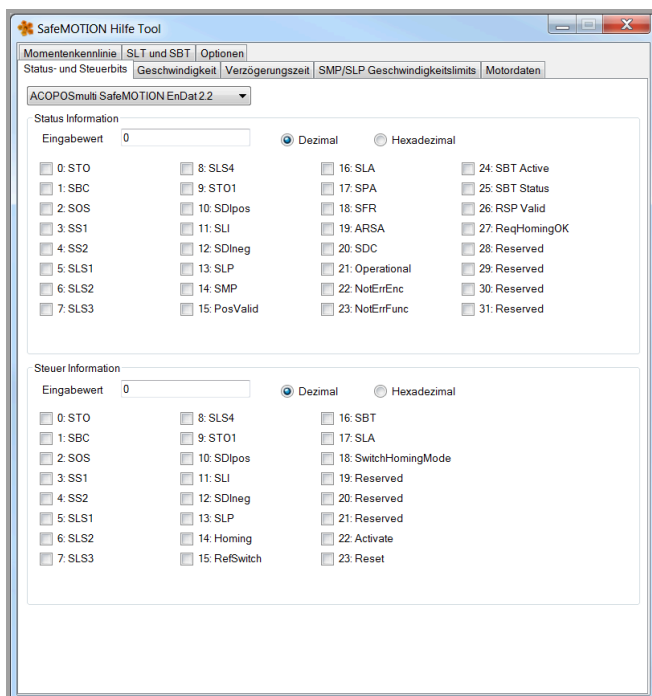 SafeMOTION Hilfe Tool
Momentenkennlinie SLT und SBT Optionen
Status- und Steuerbits Geschwindigkeit Verzögerungszeit SMP/SLP Geschwindigkeitslimits Motordaten
ACOPOSmulti SafeMOTION EnDat 2.2
Status Information
Eingabewert 0 Dezimal Hexadezimal
0: STO 8: SLS4 16: SLA 24: SBT Active
1: SBC 9: STO1 17: SPA 25: SBT Status
2: SOS 10: SDIpos 18: SFR 26: RSP Valid
3: SS1 11: SLI 19: ARSA 27: ReqHomingOK
4: SS2 12: SDIneg 20: SDC 28: Reserved
5: SLS1 13: SLP 21: Operational 29: Reserved
6: SLS2 14: SMP 22: NotErrEnc 30: Reserved
7: SLS3 15: PosValid 23: NotErrFunc 31: Reserved
Steuer Information
Eingabewert 0 Dezimal Hexadezimal
0: STO 8: SLS4 16: SBT
1: SBC 9: STO1 17: SLA
2: SOS 10: SDIpos 18: SwitchHomingMode
3: SS1 11: SLI 19: Reserved
4: SS2 12: SDIneg 20: Reserved
5: SLS1 13: SLP 21: Reserved
6: SLS2 14: Homing 22: Activate
7: SLS3 15: RefSwitch 23: Reset